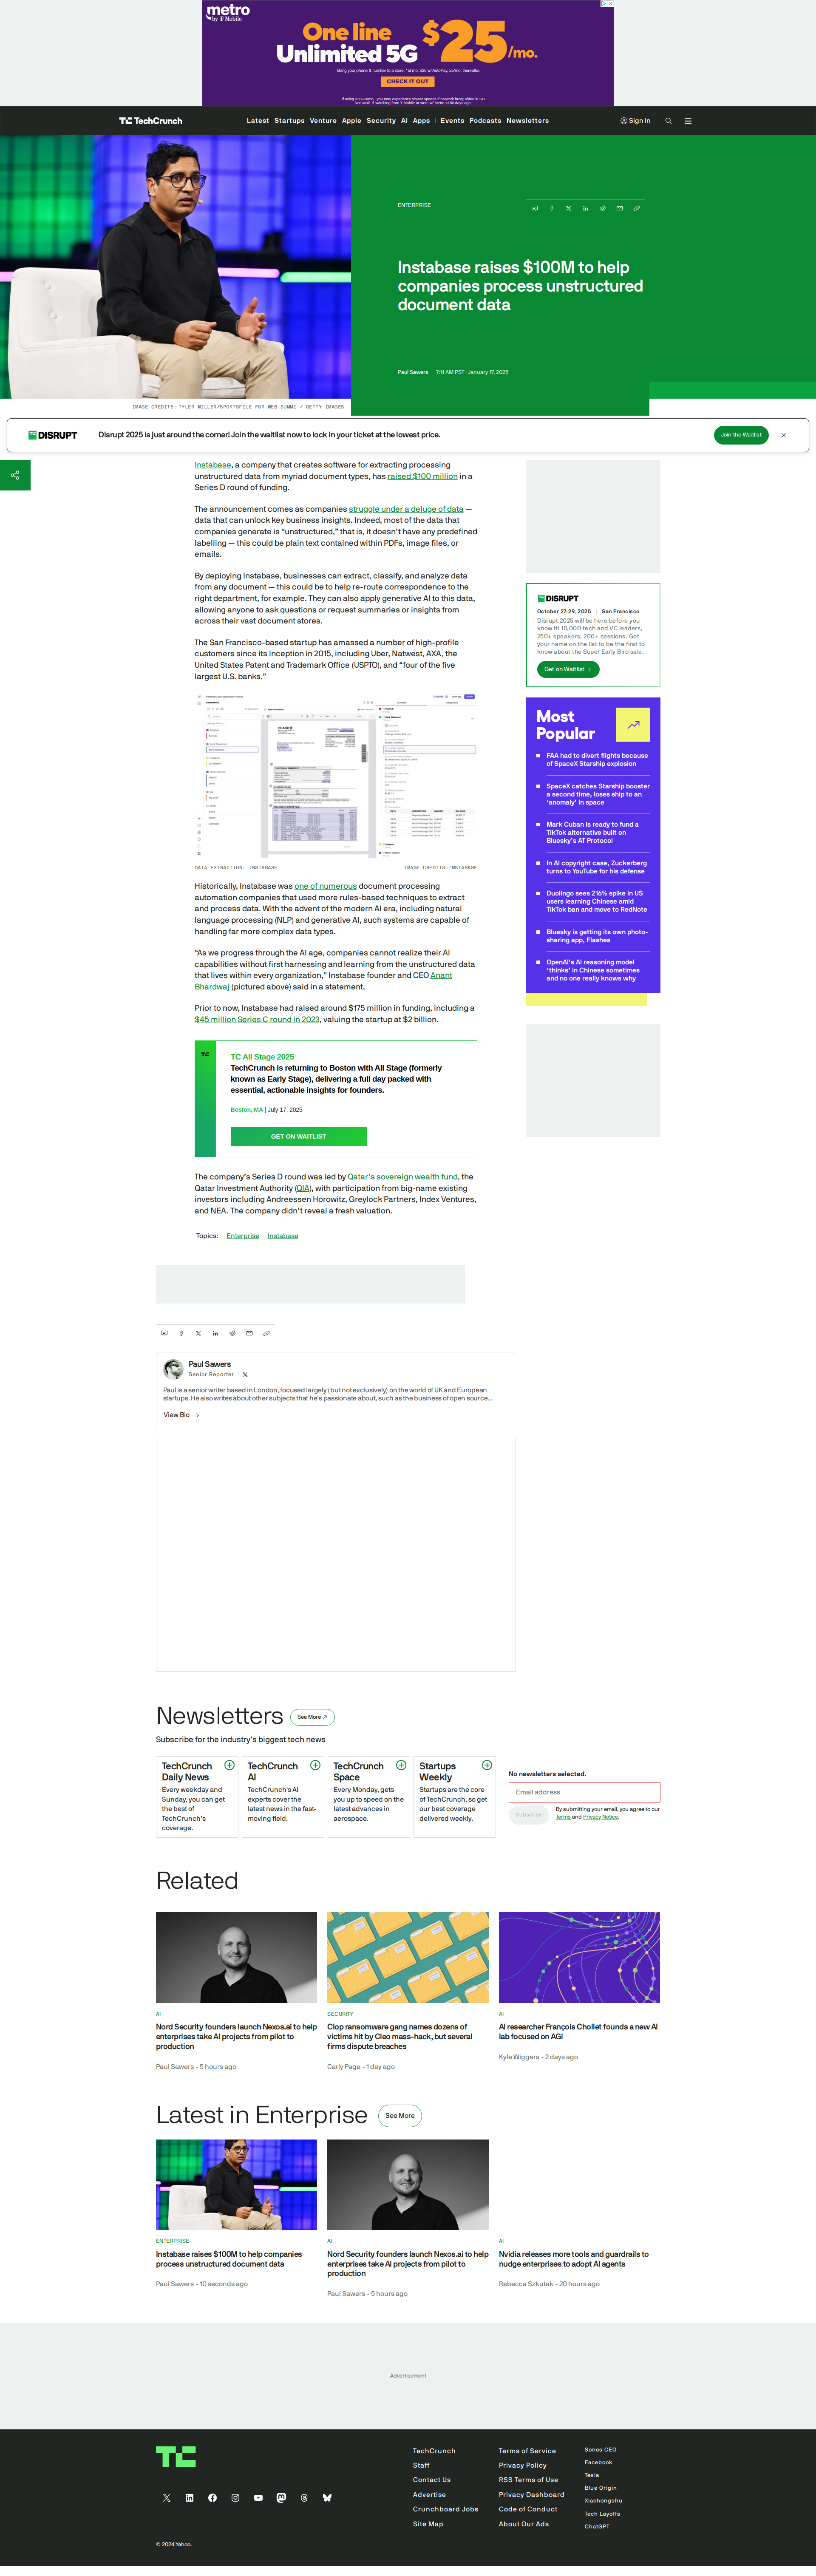 metro
by T Mobile
One line
Unlimited 5G
$25/mo.
Bring your phone & number to a store. 1st mo. $30 w/ AutoPay, 25/mo. thereafter.
CHECK IT OUT
TechCrunch
Latest Startups Venture Apple Security AI Apps | Events Podcasts Newsletters
Sign In
ENTERPRISE
Instabase raises $100M to help
companies process unstructured
document data
Paul Sawers — 7:11 AM PST · January 17, 2025
IMAGE CREDITS: TYLER MILLER/SPORTSFILE FOR WEB SUMMI / GETTY IMAGES
DISRUPT
Disrupt 2025 is just around the corner! Join the waitlist now to lock in your ticket at the lowest price.
Join the Waitlist
Instabase, a company that creates software for extracting processing
unstructured data from myriad document types, has raised $100 million in a
Series D round of funding.
The announcement comes as companies struggle under a deluge of data —
data that can unlock key business insights. Indeed, most of the data that
companies generate is “unstructured,” that is, it doesn’t have any predefined
labelling — this could be plain text contained within PDFs, image files, or
emails.
By deploying Instabase, businesses can extract, classify, and analyze data
from any document — this could be to help re-route correspondence to the
right department, for example. They can also apply generative AI to this data,
allowing anyone to ask questions or request summaries or insights from
across their vast document stores.
The San Francisco-based startup has amassed a number of high-profile
customers since its inception in 2015, including Uber, Natwest, AXA, the
United States Patent and Trademark Office (USPTO), and “four of the five
largest U.S. banks.”
DATA EXTRACTION: INSTABASE
IMAGE CREDITS:INSTABASE
Historically, Instabase was one of numerous document processing
automation companies that used more rules-based techniques to extract
and process data. With the advent of the modern AI era, including natural
language processing (NLP) and generative AI, such systems are capable of
handling far more complex data types.
“As we progress through the AI age, companies cannot realize their AI
capabilities without first harnessing and learning from the unstructured data
that lives within every organization,” Instabase founder and CEO Anant
Bhardwaj (pictured above) said in a statement.
Prior to now, Instabase had raised around $175 million in funding, including a
$45 million Series C round in 2023, valuing the startup at $2 billion.
TC All Stage 2025
TechCrunch is returning to Boston with All Stage (formerly
known as Early Stage), delivering a full day packed with
essential, actionable insights for founders.
Boston, MA | July 17, 2025
GET ON WAITLIST
The company’s Series D round was led by Qatar’s sovereign wealth fund, the
Qatar Investment Authority (QIA), with participation from big-name existing
investors including Andreessen Horowitz, Greylock Partners, Index Ventures,
and NEA. The company didn’t reveal a fresh valuation.
Topics: Enterprise Instabase
DISRUPT
October 27-29, 2025 | San Francisco
Disrupt 2025 will be here before you
know it! 10,000 tech and VC leaders,
250+ speakers, 200+ sessions. Get
your name on the list to be the first to
know about the Super Early Bird sale.
Get on Waitlist
Most
Popular
FAA had to divert flights because
of SpaceX Starship explosion
SpaceX catches Starship booster
a second time, loses ship to an
‘anomaly’ in space
Mark Cuban is ready to fund a
TikTok alternative built on
Bluesky’s AT Protocol
In AI copyright case, Zuckerberg
turns to YouTube for his defense
Duolingo sees 216% spike in US
users learning Chinese amid
TikTok ban and move to RedNote
Bluesky is getting its own photo-
sharing app, Flashes
OpenAI’s AI reasoning model
‘thinks’ in Chinese sometimes
and no one really knows why
Paul Sawers
Senior Reporter
Paul is a senior writer based in London, focused largely (but not exclusively) on the world of UK and European
startups. He also writes about other subjects that he’s passionate about, such as the business of open source…
View Bio
Newsletters
See More
Subscribe for the industry’s biggest tech news
TechCrunch
Daily News
Every weekday and
Sunday, you can get
the best of
TechCrunch’s
coverage.
TechCrunch
AI
TechCrunch’s AI
experts cover the
latest news in the fast-
moving field.
TechCrunch
Space
Every Monday, gets
you up to speed on the
latest advances in
aerospace.
Startups
Weekly
Startups are the core
of TechCrunch, so get
our best coverage
delivered weekly.
No newsletters selected.
Email address
Subscribe
By submitting your email, you agree to our
Terms and Privacy Notice.
Related
AI
Nord Security founders launch Nexos.ai to help
enterprises take AI projects from pilot to
production
Paul Sawers - 5 hours ago
SECURITY
Clop ransomware gang names dozens of
victims hit by Cleo mass-hack, but several
firms dispute breaches
Carly Page - 1 day ago
AI
AI researcher François Chollet founds a new AI
lab focused on AGI
Kyle Wiggers - 2 days ago
Latest in Enterprise
See More
ENTERPRISE
Instabase raises $100M to help companies
process unstructured document data
Paul Sawers - 10 seconds ago
AI
Nord Security founders launch Nexos.ai to help
enterprises take AI projects from pilot to
production
Paul Sawers - 5 hours ago
AI
Nvidia releases more tools and guardrails to
nudge enterprises to adopt AI agents
Rebecca Szkutak - 20 hours ago
Advertisement
TechCrunch
Staff
Contact Us
Advertise
Crunchboard Jobs
Site Map
Terms of Service
Privacy Policy
RSS Terms of Use
Privacy Dashboard
Code of Conduct
About Our Ads
Sonos CEO
Facebook
Tesla
Blue Origin
Xiaohongshu
Tech Layoffs
ChatGPT
© 2024 Yahoo.